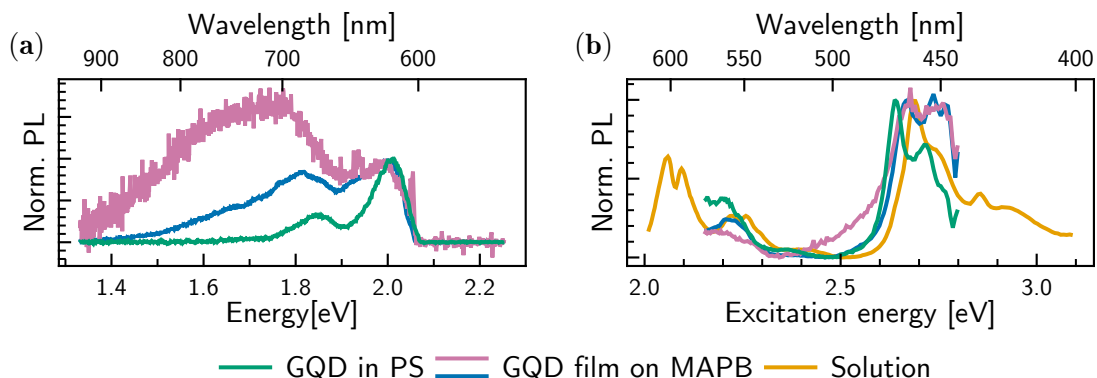 Wavelength [nm]
(a)
900 800 700 600
Norm. PL
1.4 1.6 1.8 2.0 2.2
Energy[eV]
Wavelength [nm]
(b)
600 550 500 450 400
Norm. PL
2.0 2.5 3.0
Excitation energy [eV]
GQD in PS GQD film on MAPB Solution